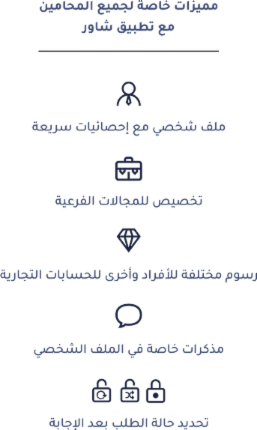 مميزات خاصة لجميع المحامين
مع تطبيق شاور
ملف شخصي مع إحصائيات سريعة
تخصيص للمجالات الفرعية
رسوم مختلفة للأفراد وأخرى للحسابات التجارية
مذكرات خاصة في الملف الشخصي
تحديد حالة الطلب بعد الإجابة